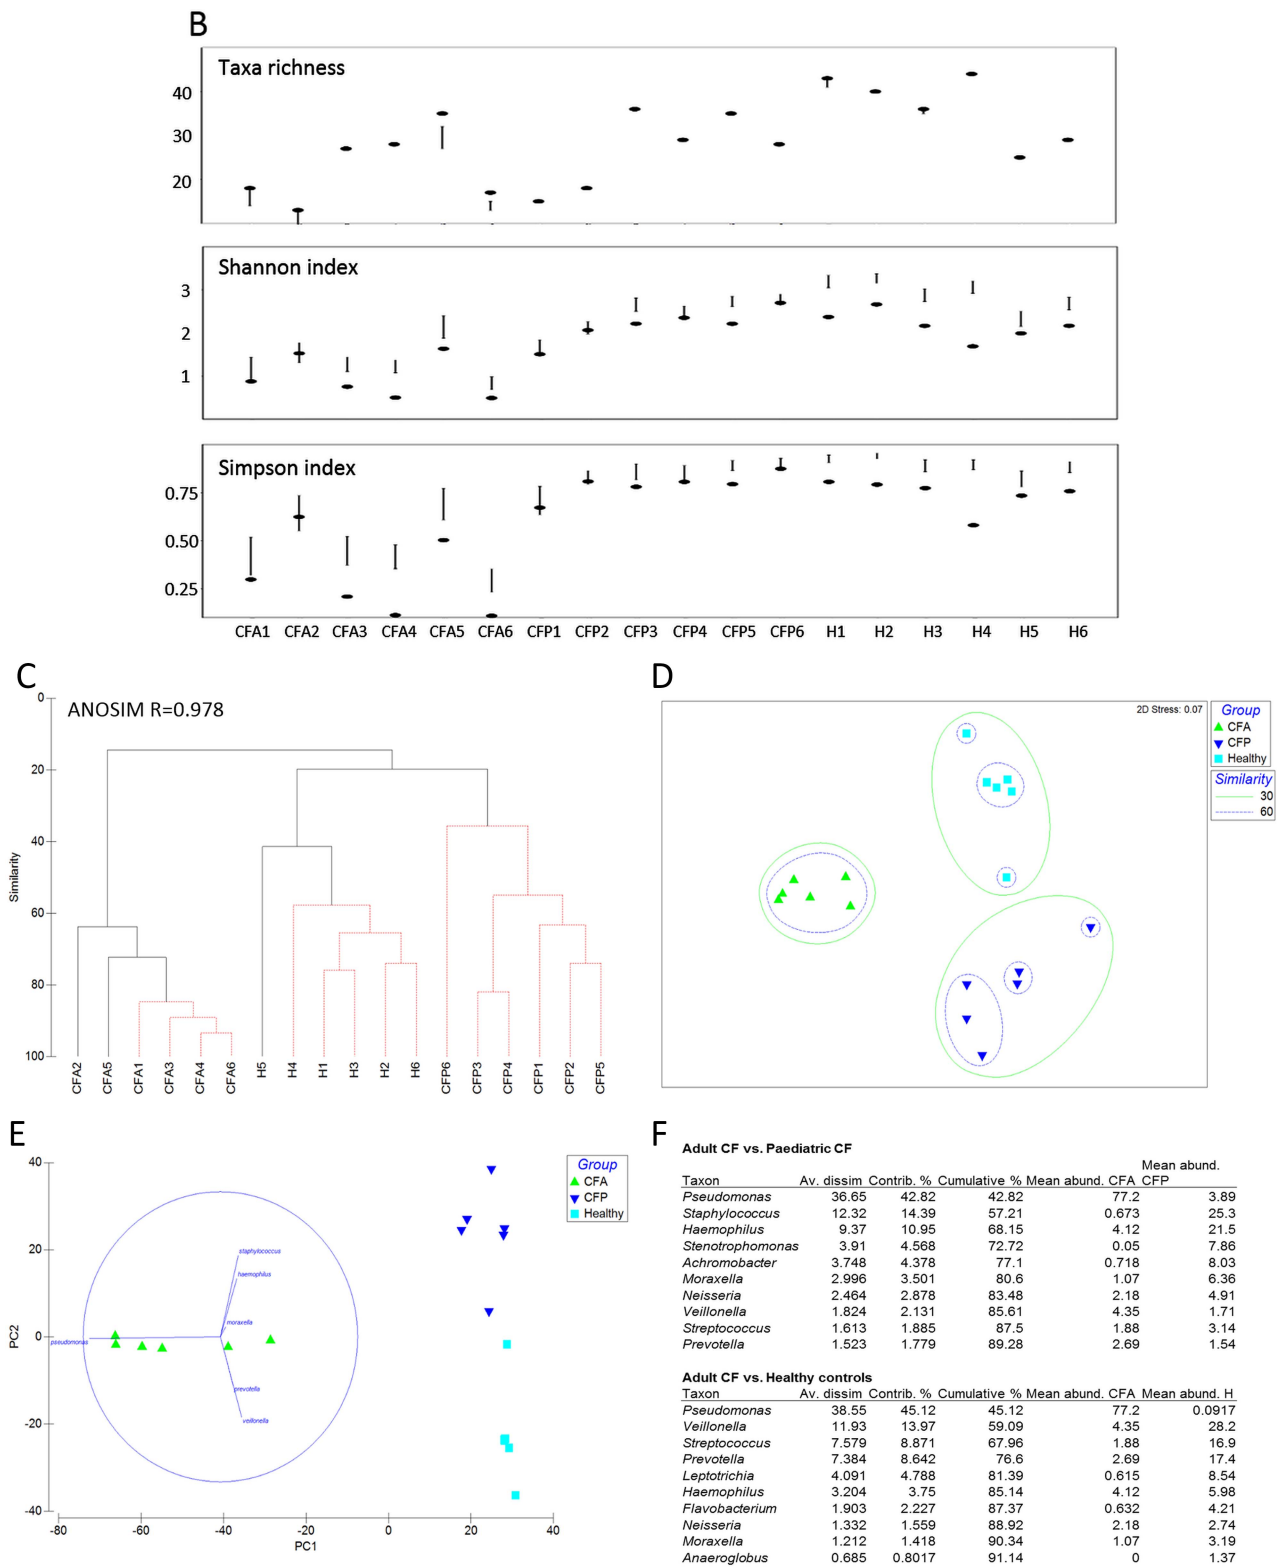 B
Taxa richness
40
30
20
Shannon index
3
2
1
Simpson index
0.75
0.50
0.25
CFA1 CFA2 CFA3 CFA4 CFA5 CFA6 CFP1 CFP2 CFP3 CFP4 CFP5 CFP6 H1 H2 H3 H4 H5 H6
C
ANOSIM R=0.978
Similarity
0
20
40
60
80
100
CFA2 CFA5 CFA1 CFA3 CFA4 CFA6 H5 H4 H1 H3 H2 H6 CFP6 CFP3 CFP4 CFP1 CFP2 CFP5
D
2D Stress: 0.07
Group
CFA
CFP
Healthy
Similarity
30
60
E
PC2
40
20
0
-20
-40
-80 -60 -40 -20 0 20 40
PC1
staphylococcus
haemophilus
moraxella
pseudomonas
prevotella
veillonella
Group
CFA
CFP
Healthy
F
Adult CF vs. Paediatric CF
Mean abund.
Taxon Av. dissim Contrib. % Cumulative % Mean abund. CFA CFP
Pseudomonas 36.65 42.82 42.82 77.2 3.89
Staphylococcus 12.32 14.39 57.21 0.673 25.3
Haemophilus 9.37 10.95 68.15 4.12 21.5
Stenotrophomonas 3.91 4.568 72.72 0.05 7.86
Achromobacter 3.748 4.378 77.1 0.718 8.03
Moraxella 2.996 3.501 80.6 1.07 6.36
Neisseria 2.464 2.878 83.48 2.18 4.91
Veillonella 1.824 2.131 85.61 4.35 1.71
Streptococcus 1.613 1.885 87.5 1.88 3.14
Prevotella 1.523 1.779 89.28 2.69 1.54
Adult CF vs. Healthy controls
Taxon Av. dissim Contrib. % Cumulative % Mean abund. CFA Mean abund. H
Pseudomonas 38.55 45.12 45.12 77.2 0.0917
Veillonella 11.93 13.97 59.09 4.35 28.2
Streptococcus 7.579 8.871 67.96 1.88 16.9
Prevotella 7.384 8.642 76.6 2.69 17.4
Leptotrichia 4.091 4.788 81.39 0.615 8.54
Haemophilus 3.204 3.75 85.14 4.12 5.98
Flavobacterium 1.903 2.227 87.37 0.632 4.21
Neisseria 1.332 1.559 88.92 2.18 2.74
Moraxella 1.212 1.418 90.34 1.07 3.19
Anaeroglobus 0.685 0.8017 91.14 0 1.37